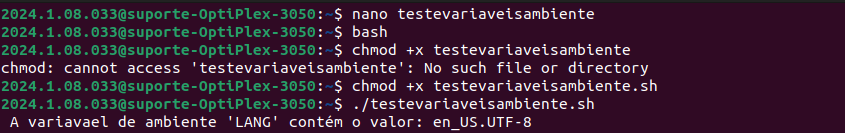 2024.1.08.033@suporte-OptiPlex-3050:~$ nano testevariaveisambiente
2024.1.08.033@suporte-OptiPlex-3050:~$ bash
2024.1.08.033@suporte-OptiPlex-3050:~$ chmod +x testevariaveisambiente
chmod: cannot access 'testevariaveisambiente': No such file or directory
2024.1.08.033@suporte-OptiPlex-3050:~$ chmod +x testevariaveisambiente.sh
2024.1.08.033@suporte-OptiPlex-3050:~$ ./testevariaveisambiente.sh
 A variavael de ambiente 'LANG' contém o valor: en_US.UTF-8